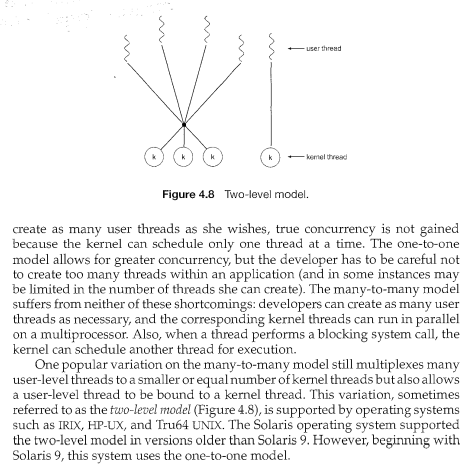 user thread
k
k
k
k
kernel thread
Figure 4.8 Two-level model.
create as many user threads as she wishes, true concurrency is not gained
because the kernel can schedule only one thread at a time. The one-to-one
model allows for greater concurrency, but the developer has to be careful not
to create too many threads within an application (and in some instances may
be limited in the number of threads she can create). The many-to-many model
suffers from neither of these shortcomings: developers can create as many user
threads as necessary, and the corresponding kernel threads can run in parallel
on a multiprocessor. Also, when a thread performs a blocking system call, the
kernel can schedule another thread for execution.
One popular variation on the many-to-many model still multiplexes many
user-level threads to a smaller or equal number of kernel threads but also allows
a user-level thread to be bound to a kernel thread. This variation, sometimes
referred to as the two-level model (Figure 4.8), is supported by operating systems
such as IRIX, HP-UX, and Tru64 UNIX. The Solaris operating system supported
the two-level model in versions older than Solaris 9. However, beginning with
Solaris 9, this system uses the one-to-one model.